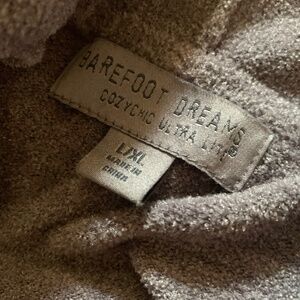 BAREFOOT DREAMS
COZYCHIC ULTRA LITE®
L/XL
MADE IN
CHINA